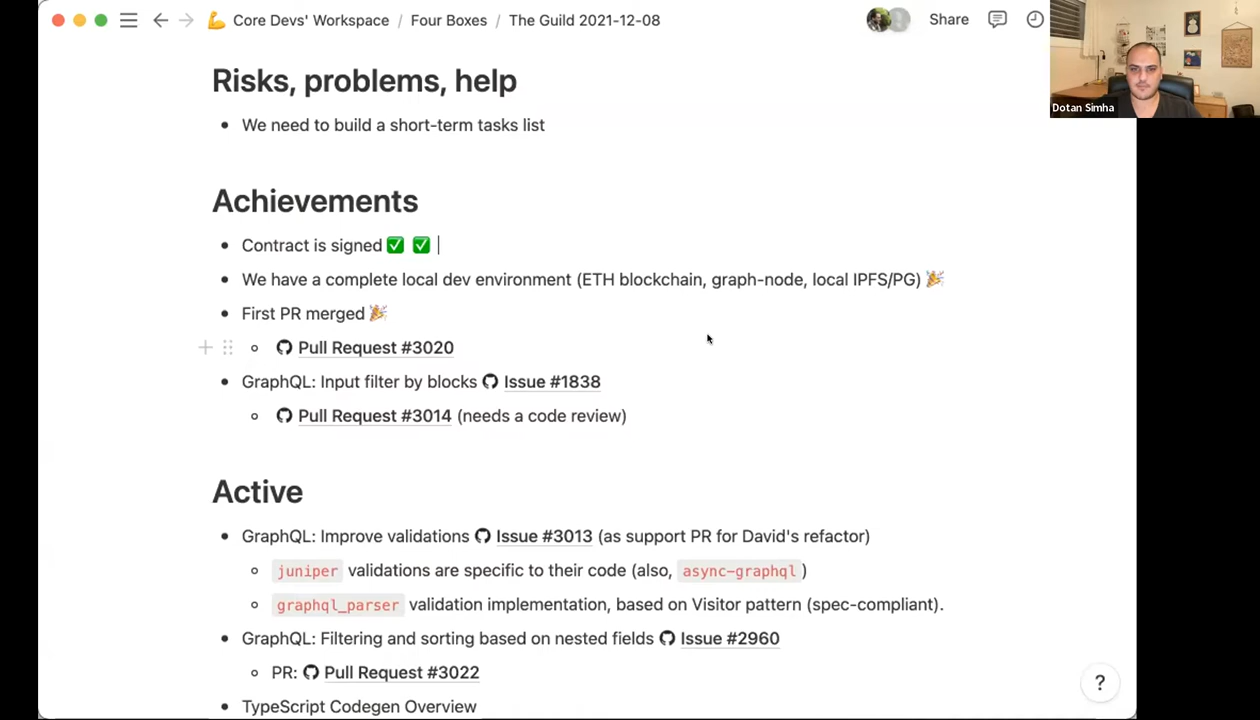 💪 Core Devs' Workspace / Four Boxes / The Guild 2021-12-08
Share
Dotan Simha
Risks, problems, help
We need to build a short-term tasks list
Achievements
Contract is signed ✅ ✅
We have a complete local dev environment (ETH blockchain, graph-node, local IPFS/PG) 🎉
First PR merged 🎉
Pull Request #3020
GraphQL: Input filter by blocks Issue #1838
Pull Request #3014 (needs a code review)
Active
GraphQL: Improve validations Issue #3013 (as support PR for David's refactor)
juniper validations are specific to their code (also, async-graphql)
graphql_parser validation implementation, based on Visitor pattern (spec-compliant).
GraphQL: Filtering and sorting based on nested fields Issue #2960
PR: Pull Request #3022
TypeScript Codegen Overview
?